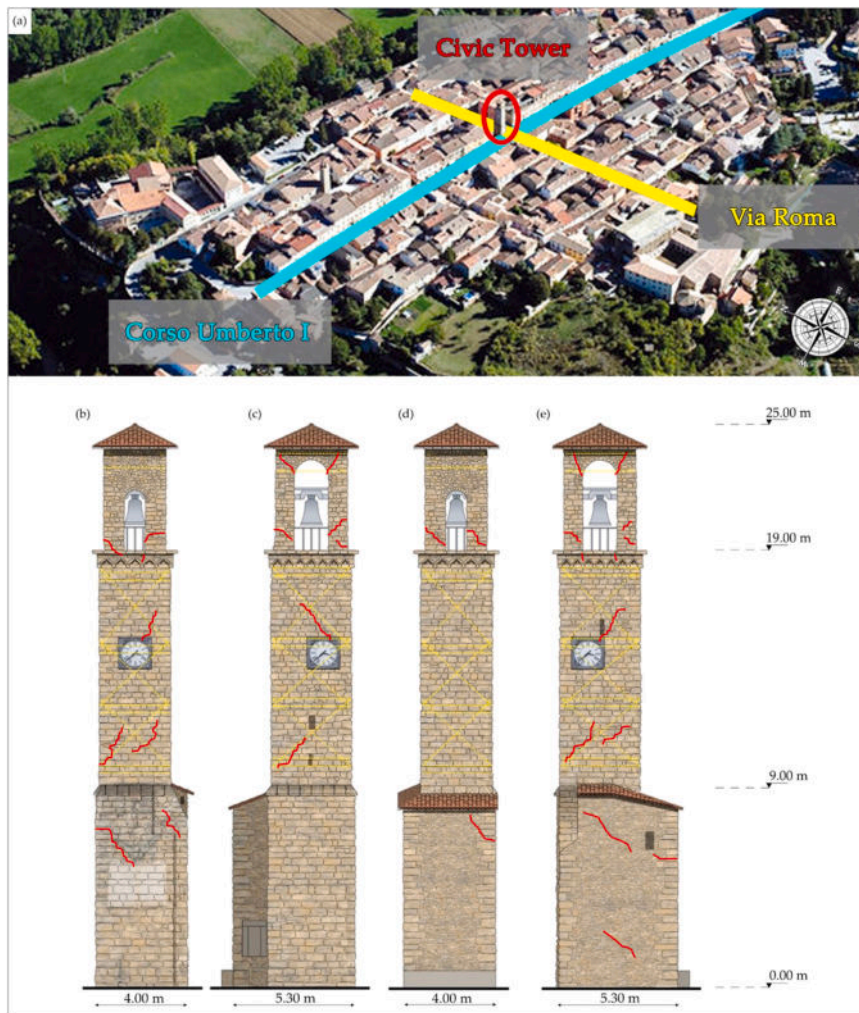 (a)
Civic Tower
Via Roma
Corso Umberto I
(b) (c) (d) (e)
25.00 m
19.00 m
9.00 m
0.00 m
4.00 m 5.30 m 4.00 m 5.30 m